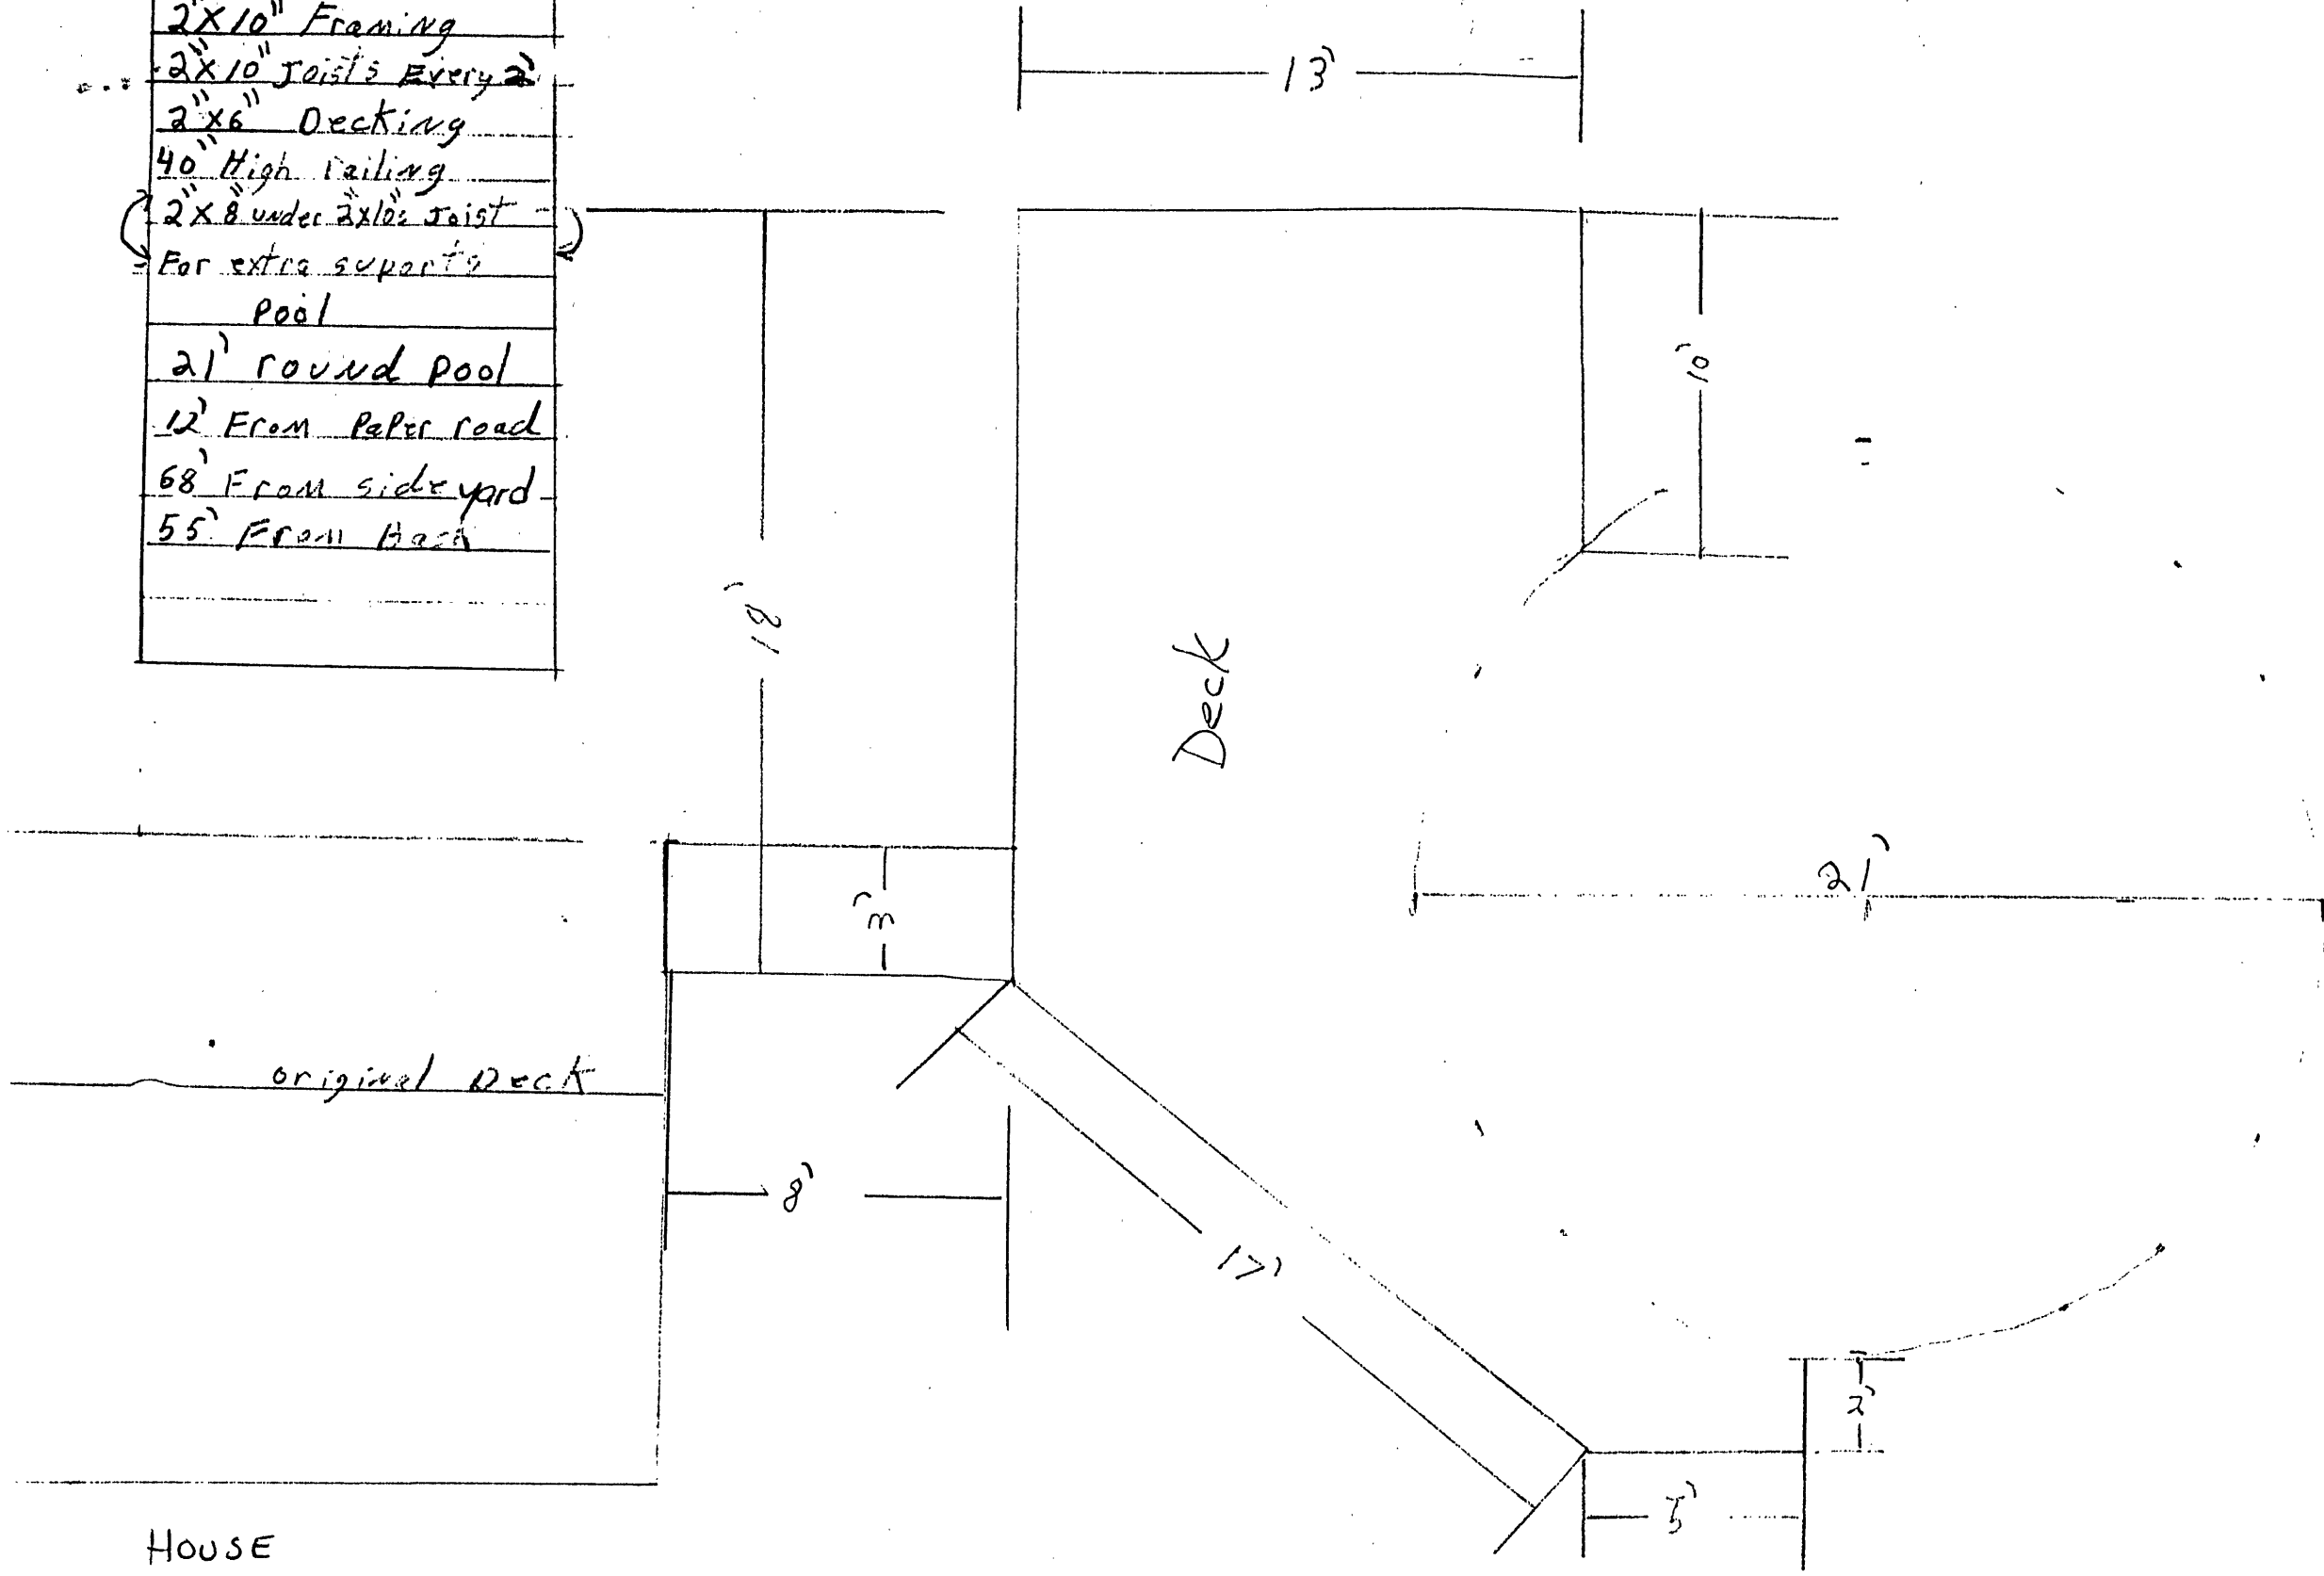 2"X10" Framing
2"X10" Joists Every 2'
2"X6" Decking
40" High railing
2"X8" under 2"x10"s Joist
For extra suports
Pool
21' round pool
12' From PaPer road
68' From side yard
55' From Back
13'
10'
18'
Deck
21'
3'
original Deck
8'
17'
2'
5'
HOUSE